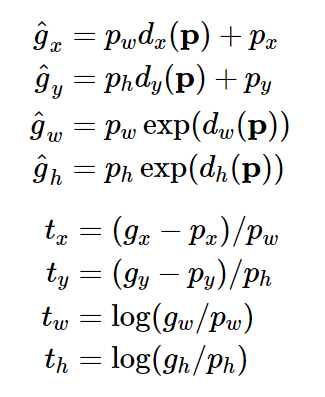 ĝ_x = p_w d_x(𝐩) + p_x
ĝ_y = p_h d_y(𝐩) + p_y
ĝ_w = p_w exp(d_w(𝐩))
ĝ_h = p_h exp(d_h(𝐩))
t_x = (g_x − p_x)/p_w
t_y = (g_y − p_y)/p_h
t_w = log(g_w/p_w)
t_h = log(g_h/p_h)